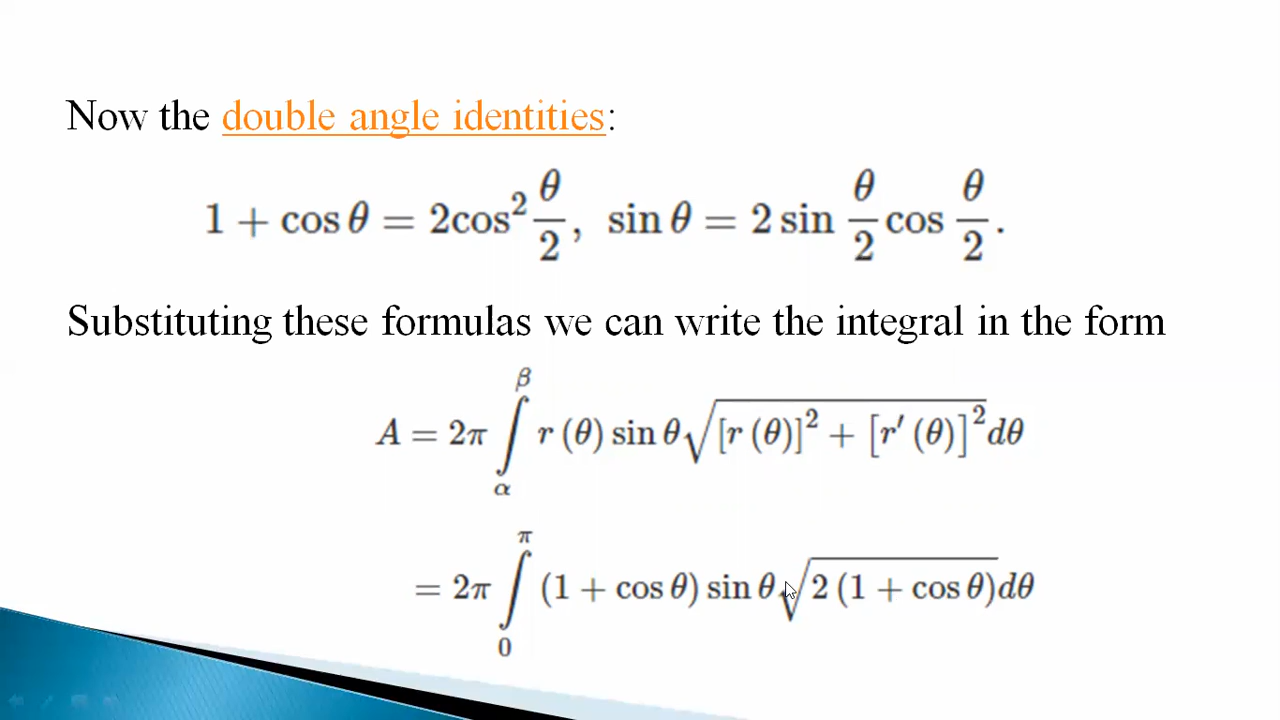 Now the double angle identities:
1 + cos θ = 2cos² θ/2, sin θ = 2 sin θ/2 cos θ/2.
Substituting these formulas we can write the integral in the form
A = 2π ∫_α^β r (θ) sin θ √([r (θ)]² + [r′ (θ)]²) dθ
= 2π ∫_0^π (1 + cos θ) sin θ √(2 (1 + cos θ)) dθ